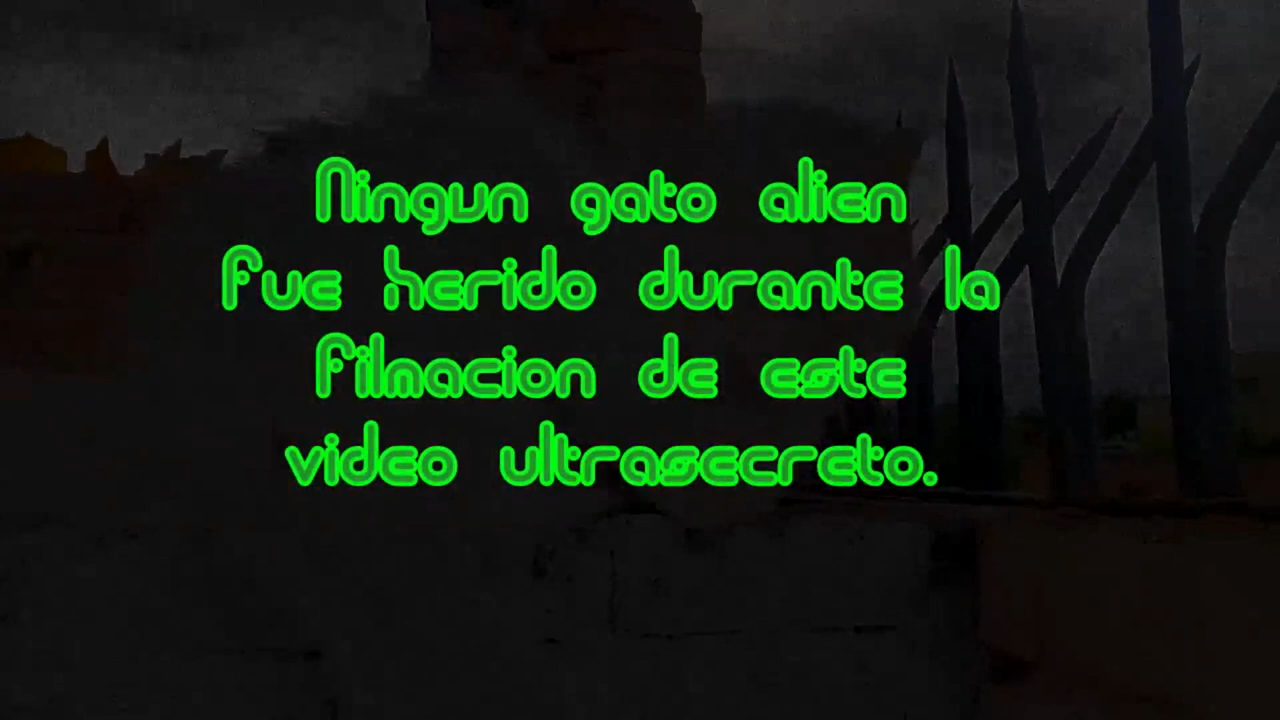 Ningun gato alien
fue herido durante la
filmacion de este
video ultrasecreto.